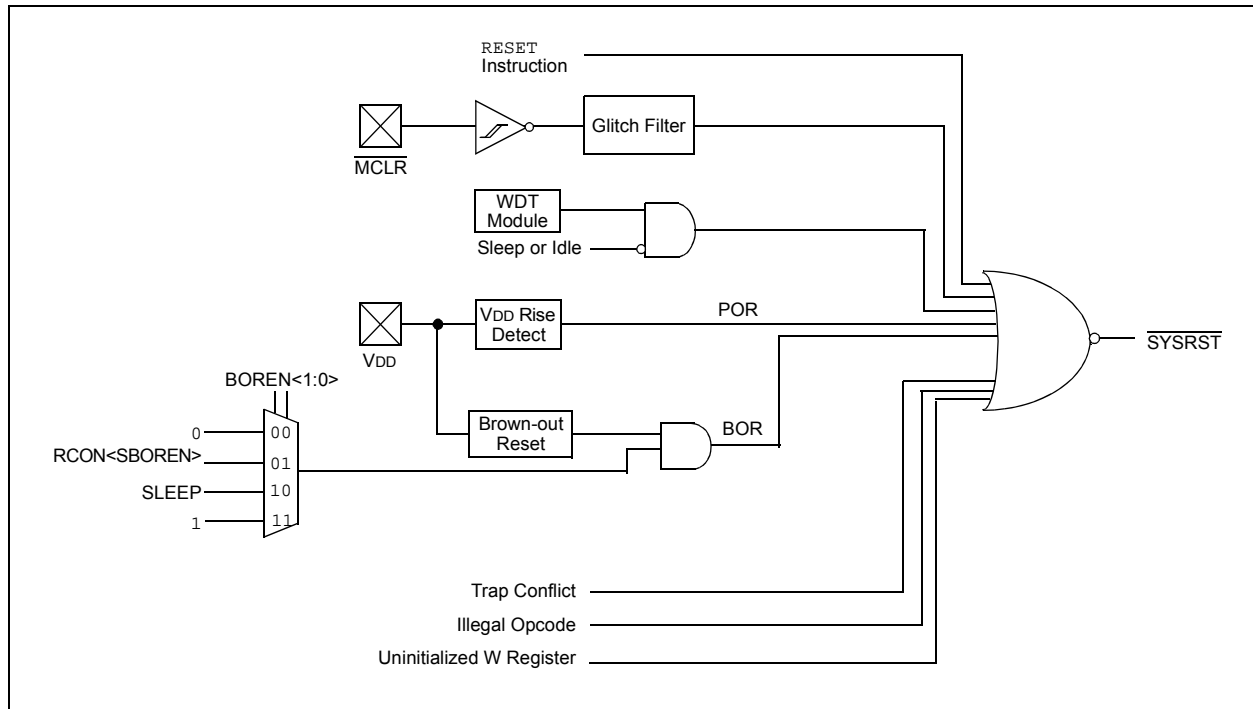 RESET
Instruction
Glitch Filter
MCLR
WDT
Module
Sleep or Idle
VDD Rise
Detect
POR
VDD
SYSRST
BOREN<1:0>
Brown-out
Reset
BOR
0
00
RCON<SBOREN>
01
SLEEP
10
1
11
Trap Conflict
Illegal Opcode
Uninitialized W Register